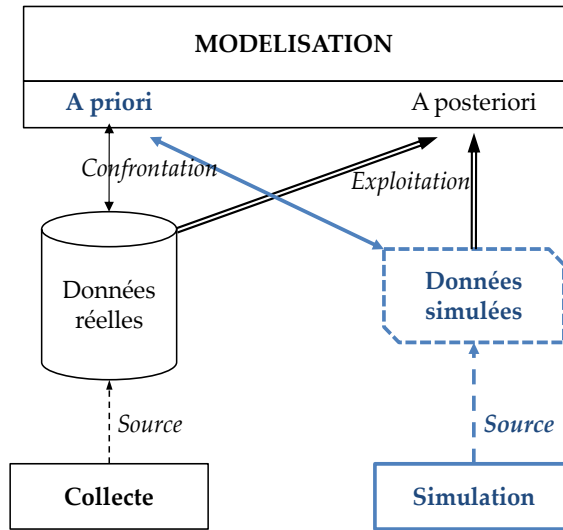 MODELISATION
A priori
A posteriori
Confrontation
Exploitation
Données
réelles
Données
simulées
Source
Source
Collecte
Simulation